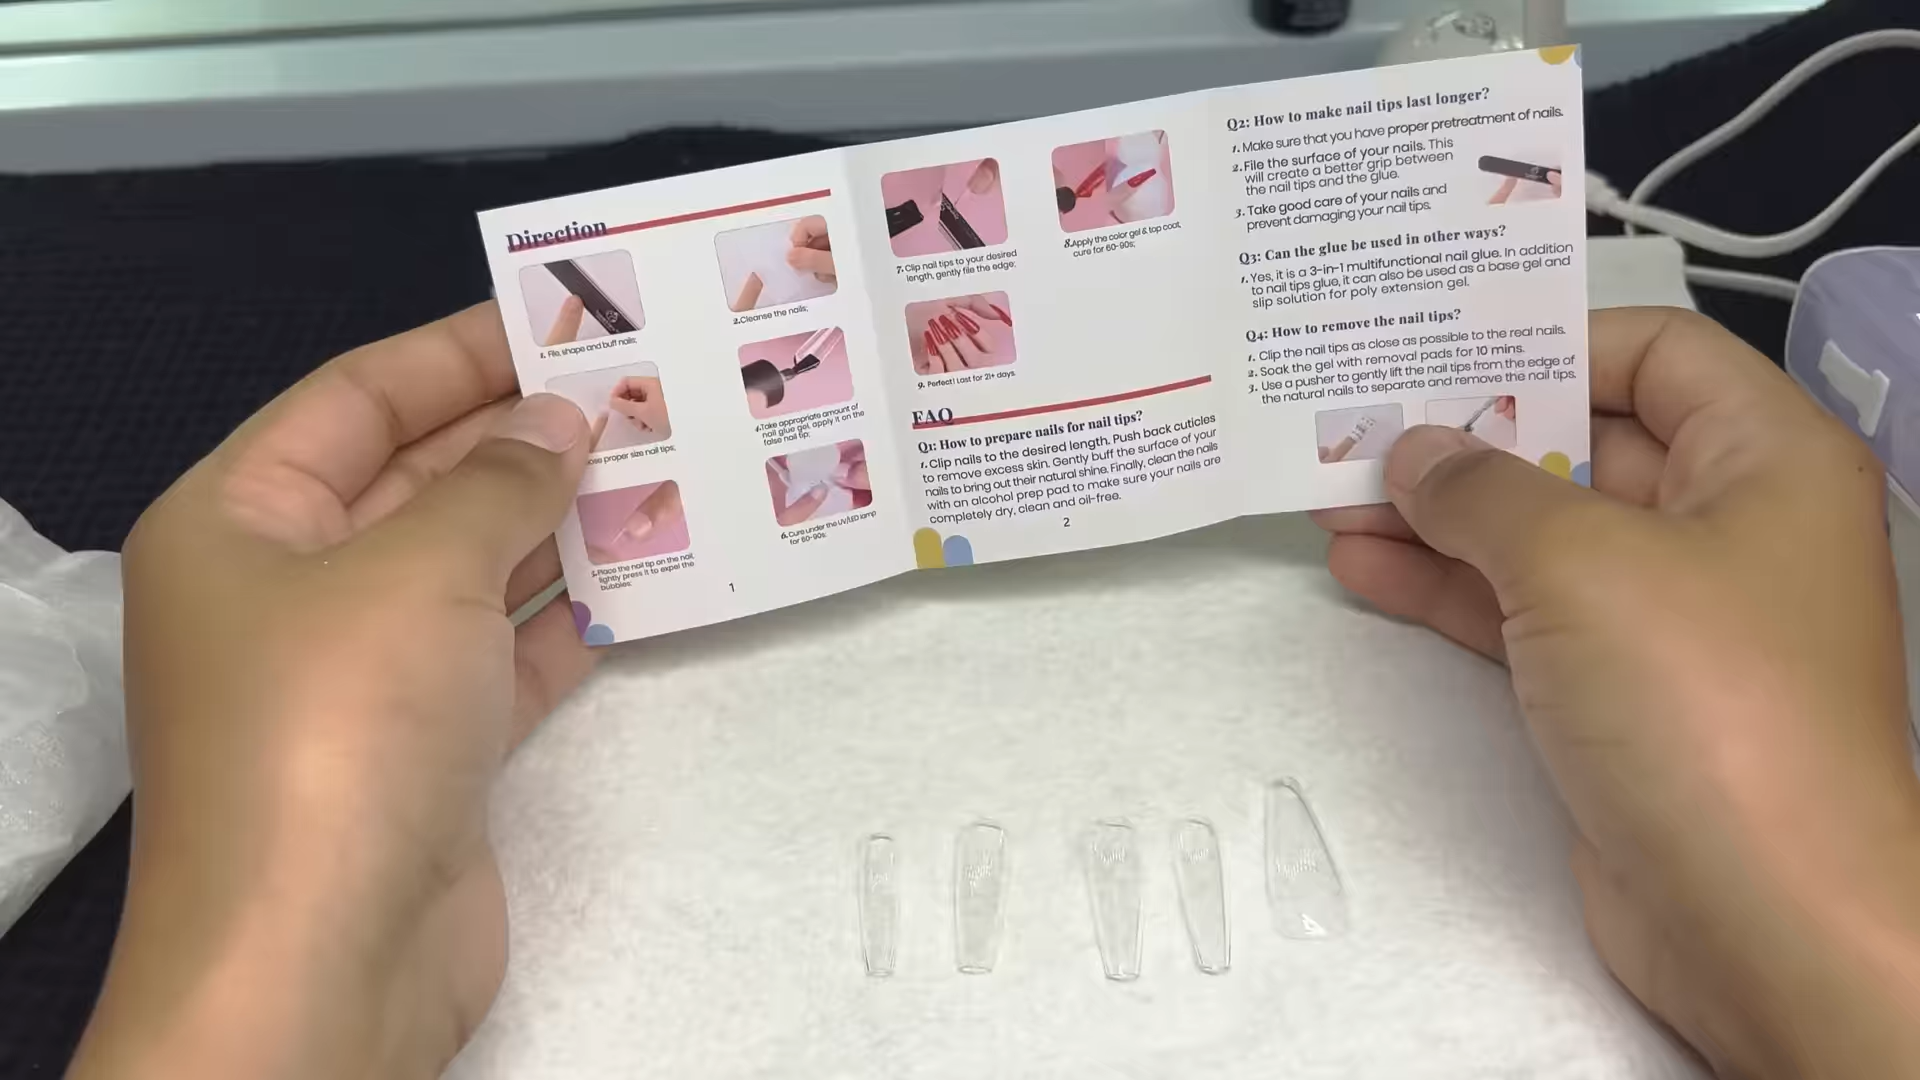 Direction
1. File, shape and buff nails;
2.Cleanse the nails;
ose proper size nail tips;
4.Take appropriate amount of
nail glue gel, apply it on the
false nail tip;
5.Place the nail tip on the nail,
lightly press it to expel the
bubbles;
6.Cure under the UV/LED lamp
for 60-90s;
1
7. Clip nail tips to your desired
length, gently file the edge;
8.Apply the color gel & top coat,
cure for 60-90s;
9. Perfect! Last for 21+ days.
FAQ
Q1: How to prepare nails for nail tips?
1. Clip nails to the desired length. Push back cuticles
to remove excess skin. Gently buff the surface of your
nails to bring out their natural shine. Finally, clean the nails
with an alcohol prep pad to make sure your nails are
completely dry, clean and oil-free.
2
Q2: How to make nail tips last longer?
1. Make sure that you have proper pretreatment of nails.
2. File the surface of your nails. This
will create a better grip between
the nail tips and the glue.
3. Take good care of your nails and
prevent damaging your nail tips.
Q3: Can the glue be used in other ways?
1. Yes, it is a 3-in-1 multifunctional nail glue. In addition
to nail tips glue, it can also be used as a base gel and
slip solution for poly extension gel.
Q4: How to remove the nail tips?
1. Clip the nail tips as close as possible to the real nails.
2. Soak the gel with removal pads for 10 mins.
3. Use a pusher to gently lift the nail tips from the edge of
the natural nails to separate and remove the nail tips.